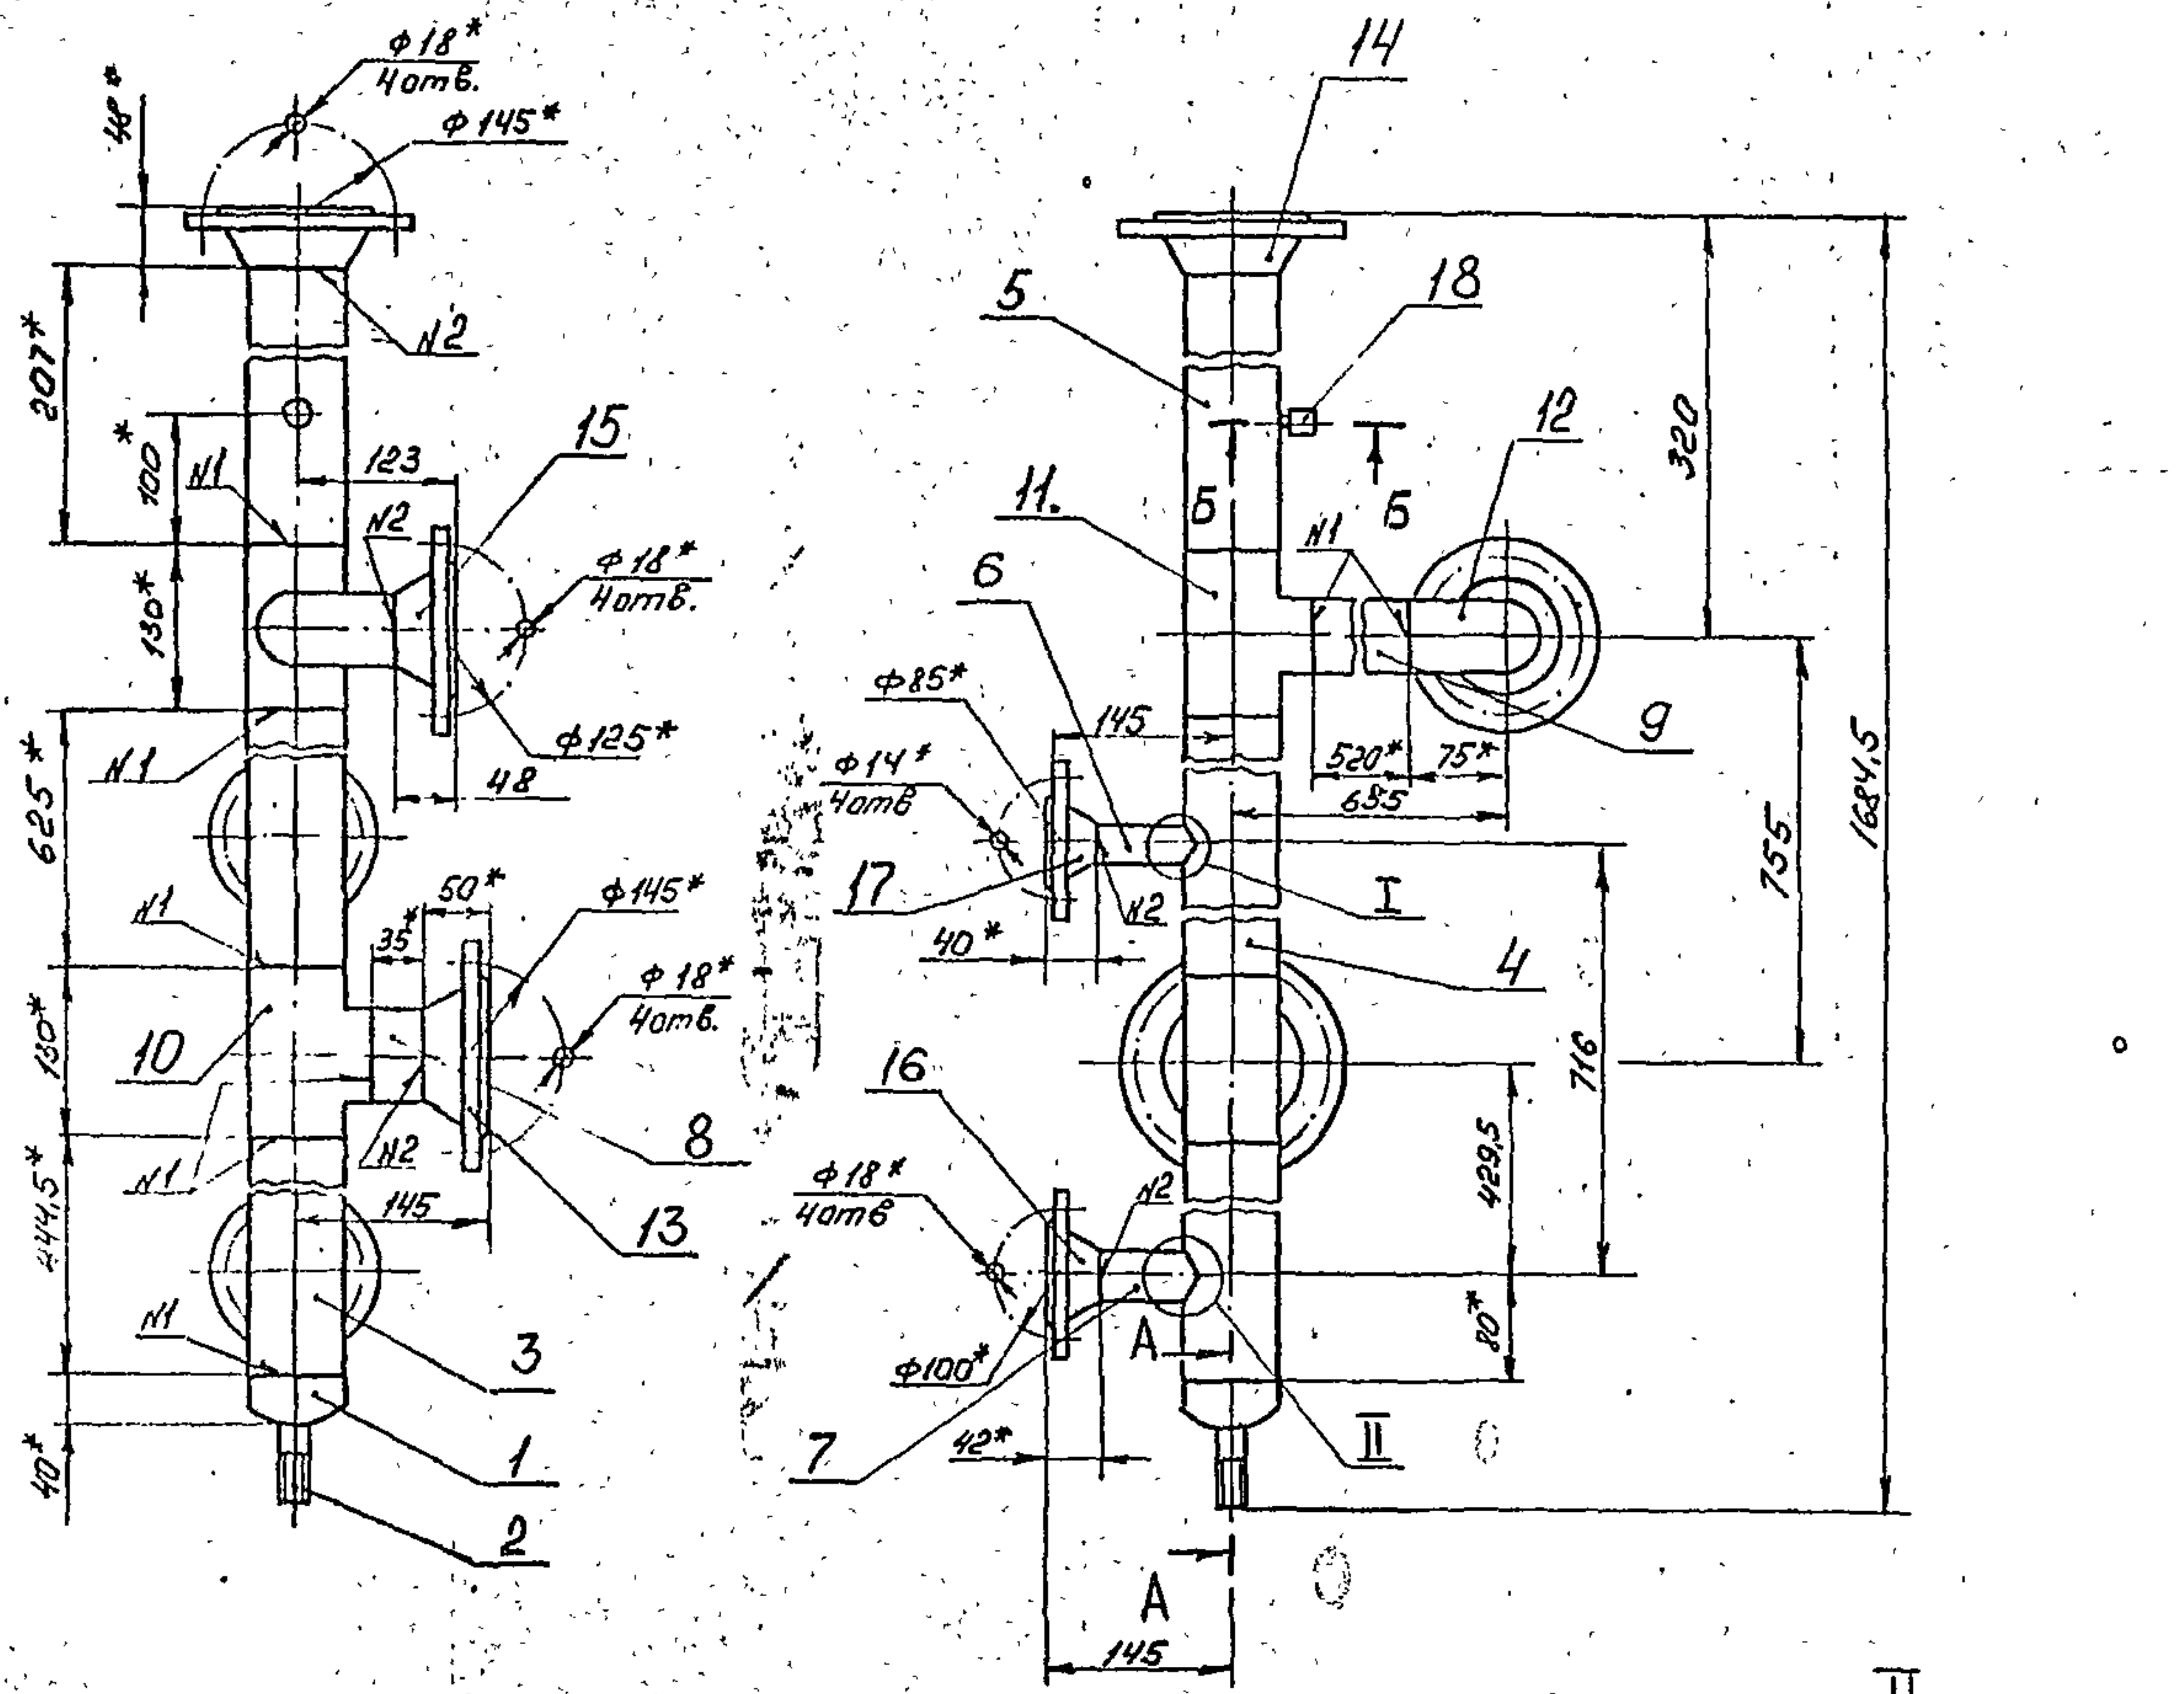 ф18*
4отв.
ф145*
48*
207*
N2
100*
N1
123
15
N2
ф18*
4отв.
130*
ф125*
48
N1
625*
N1
50*
ф145*
35*
ф18*
4отв.
10
130*
8
N2
N1
444,5*
145
13
N1
3
40*
1
2
14
5
18
12
320
11.
Б
Б
N1
6
ф85*
145
9
ф14*
4отв
520*
75*
655
1684,5
755
17
N2
I
40*
4
716
16
429,5
ф18*
4отв
N2
80*
А
ф100*
7
42*
II
А
145
II